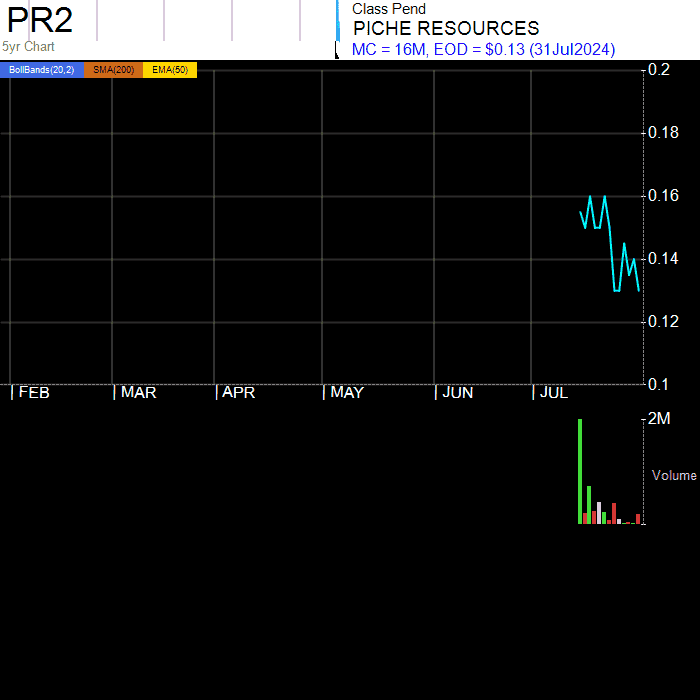 PR2
5yr Chart
Class Pend
PICHE RESOURCES
MC = 16M, EOD = $0.13 (31Jul2024)
BollBands(20,2) SMA(200) EMA(50)
0.2
0.18
0.16
0.14
0.12
0.1
| FEB | MAR | APR | MAY | JUN | JUL
2M
Volume